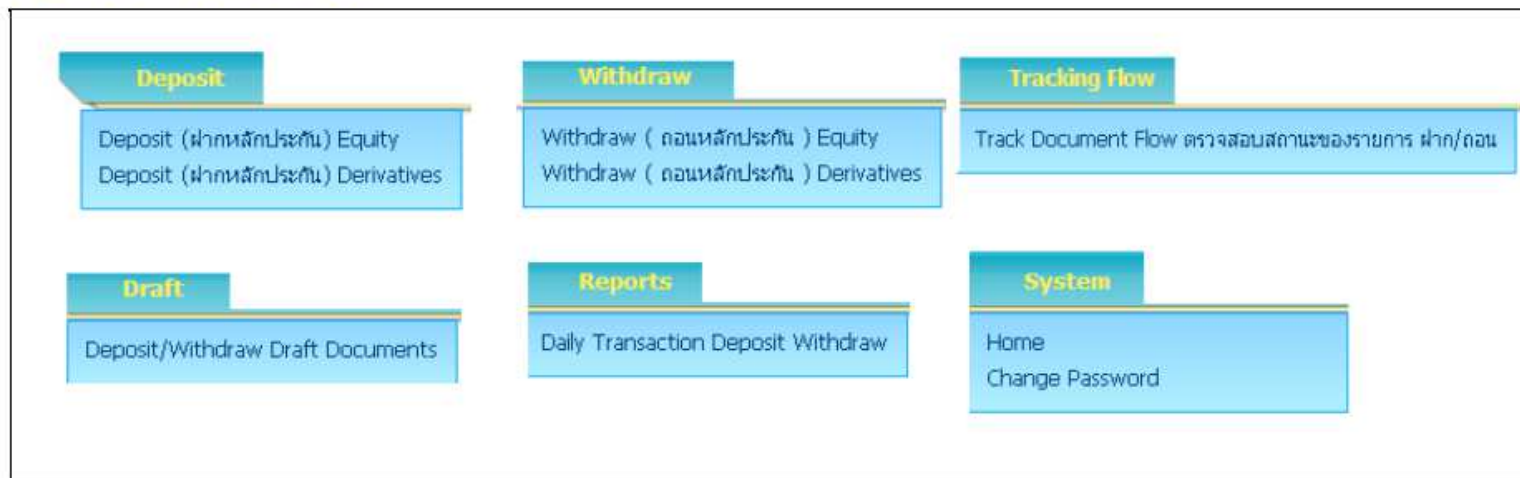 Deposit
Deposit (ฝากหลักประกัน) Equity
Deposit (ฝากหลักประกัน) Derivatives
Withdraw
Withdraw ( ถอนหลักประกัน ) Equity
Withdraw ( ถอนหลักประกัน ) Derivatives
Tracking Flow
Track Document Flow ตรวจสอบสถานะของรายการ ฝาก/ถอน
Draft
Deposit/Withdraw Draft Documents
Reports
Daily Transaction Deposit Withdraw
System
Home
Change Password